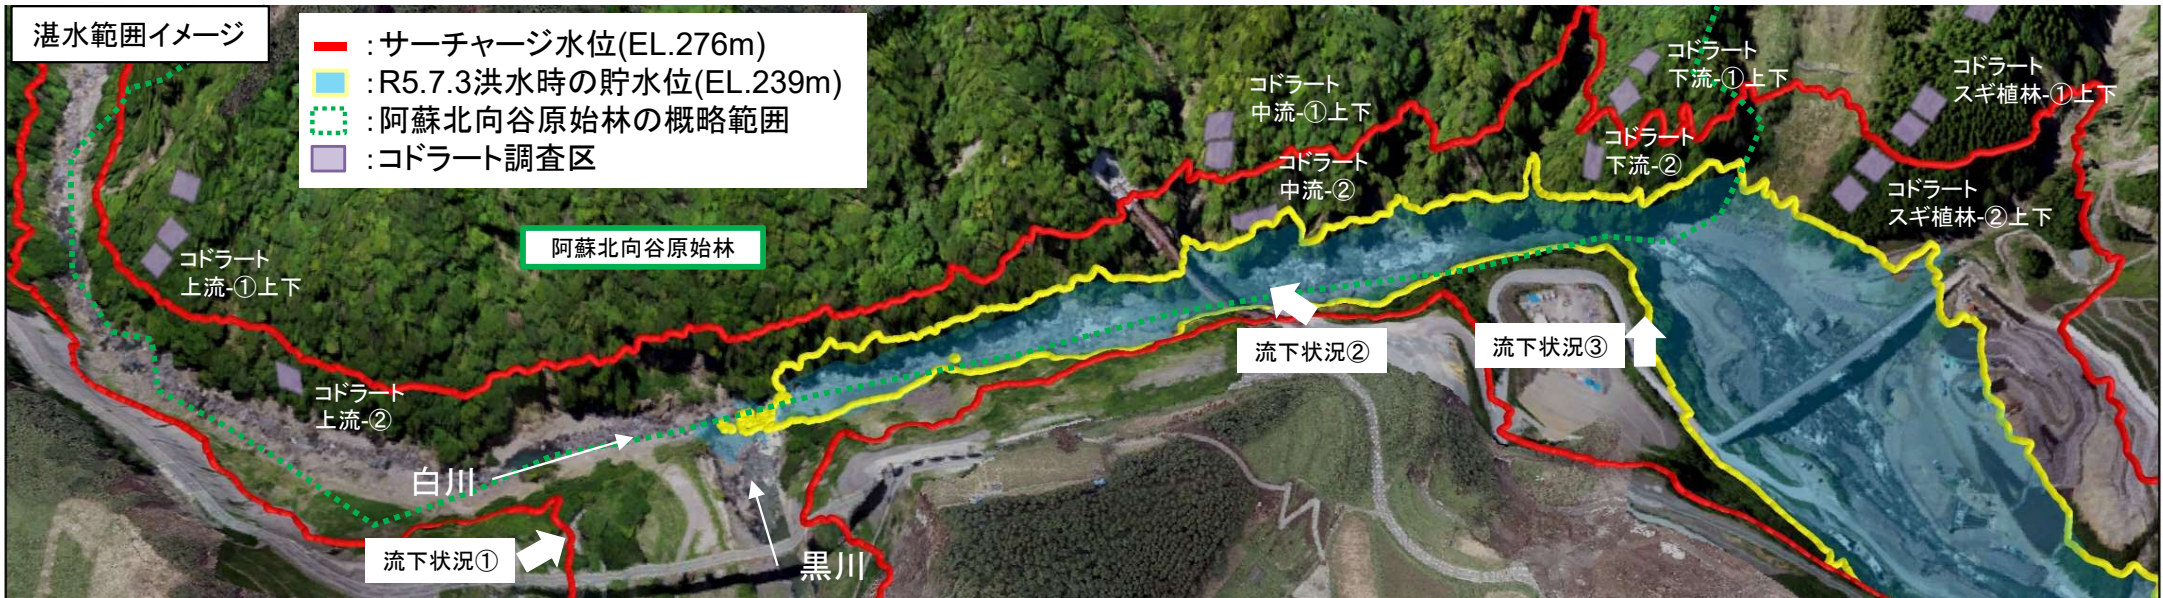 湛水範囲イメージ
：サーチャージ水位(EL.276m)
：R5.7.3洪水時の貯水位(EL.239m)
：阿蘇北向谷原始林の概略範囲
：コドラート調査区
コドラート
中流-①上下
コドラート
下流-①上下
コドラート
スギ植林-①上下
コドラート
中流-②
コドラート
下流-②
コドラート
スギ植林-②上下
阿蘇北向谷原始林
コドラート
上流-①上下
コドラート
上流-②
流下状況②
流下状況③
白川
流下状況①
黒川